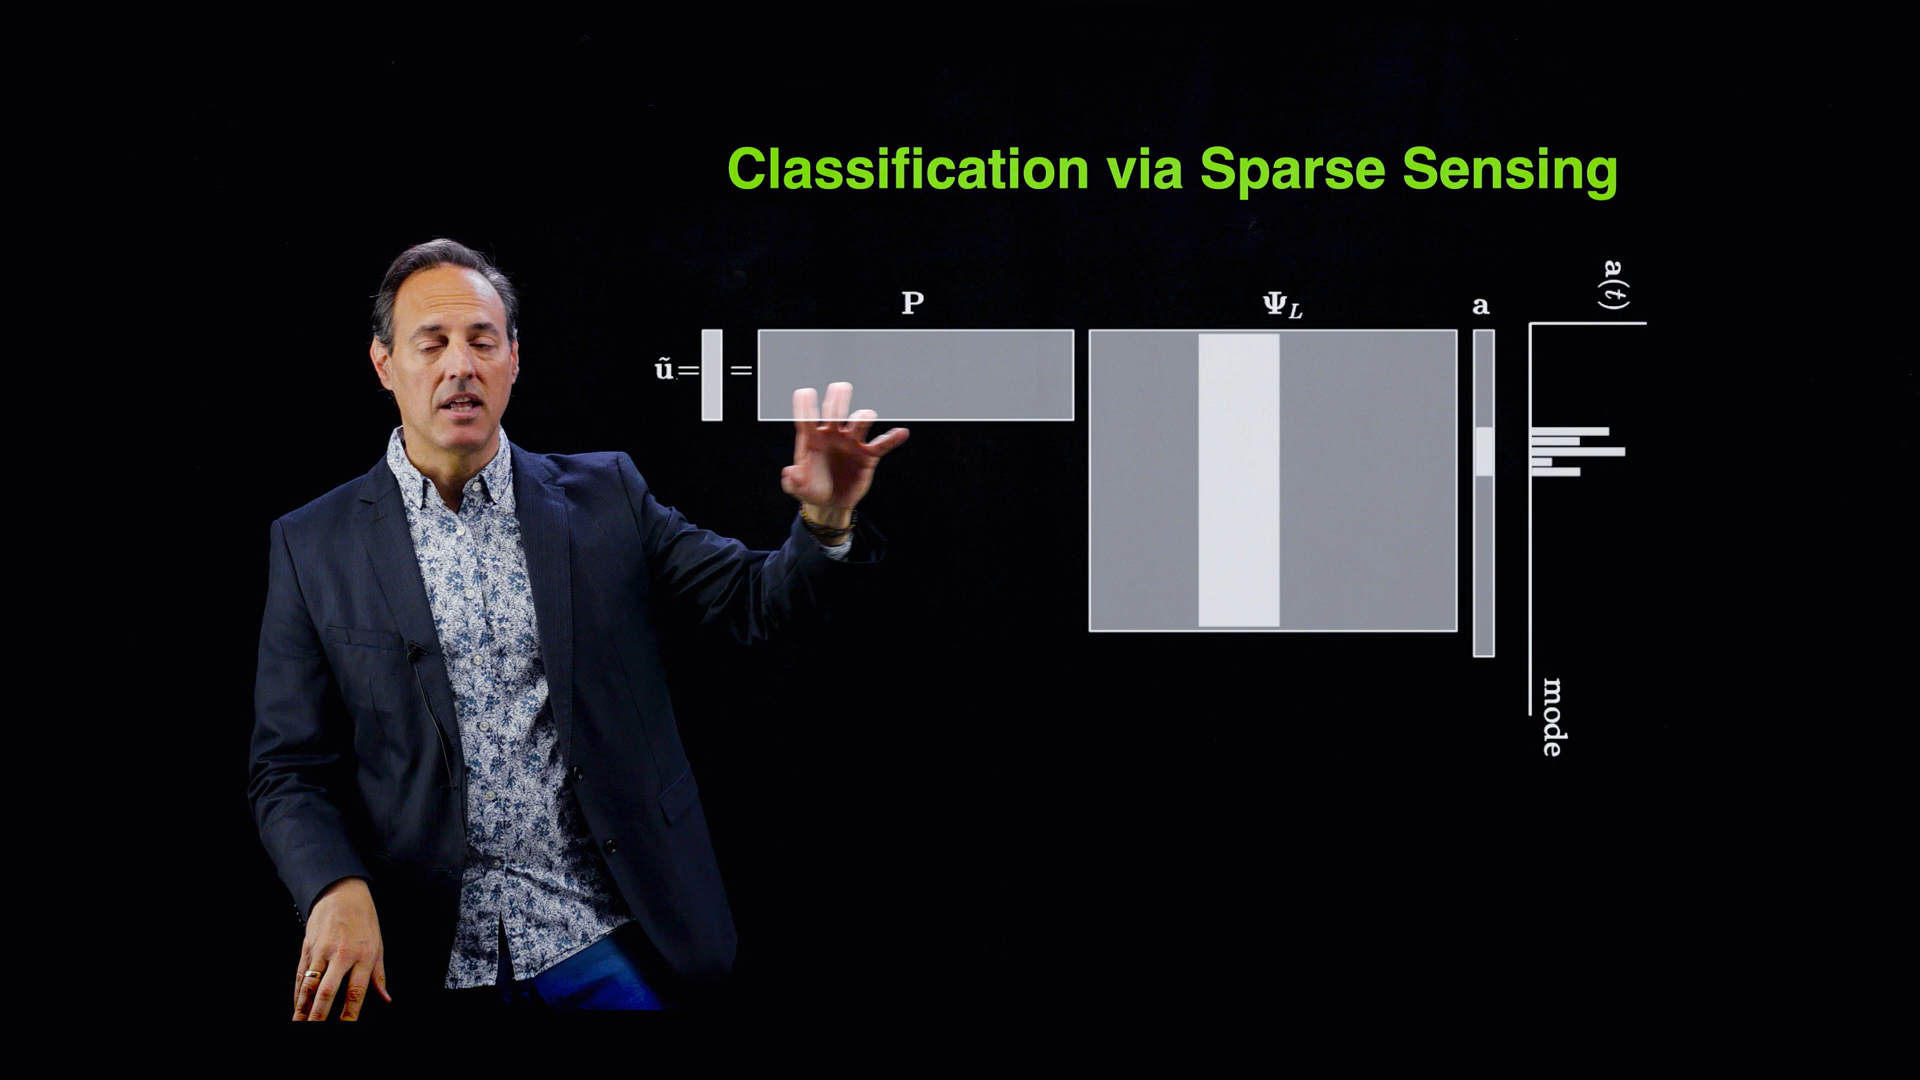 Classification via Sparse Sensing
P
Ψ_L
a
a(t)
ũ= =
mode